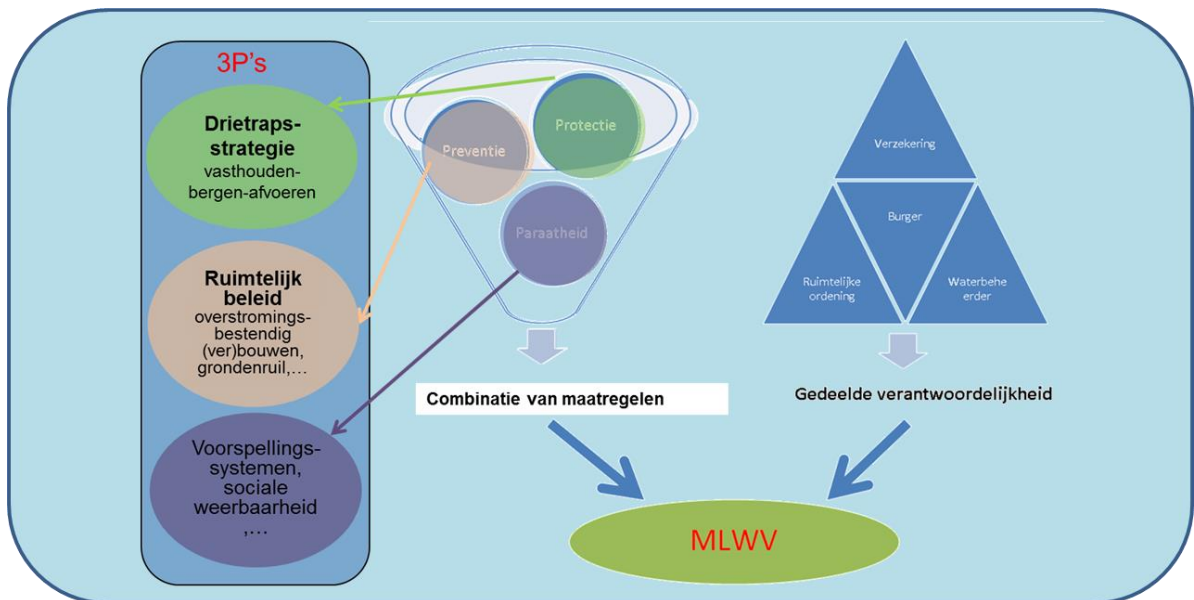 3P's
Drietraps-
strategie
vasthouden-
bergen-afvoeren
Ruimtelijk
beleid
overstromings-
bestendig
(ver)bouwen,
grondenruil,…
Voorspellings-
systemen,
sociale
weerbaarheid
,…
Protectie
Preventie
Paraatheid
Combinatie van maatregelen
Verzekering
Burger
Ruimtelijke
ordening
Waterbehe
erder
Gedeelde verantwoordelijkheid
MLWV